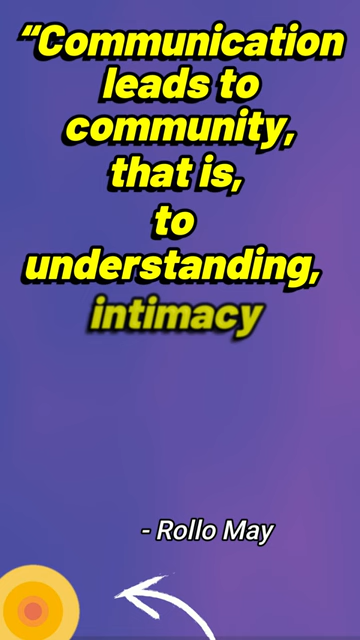 “Communication
leads to
community,
that is,
to
understanding,
intimacy
- Rollo May